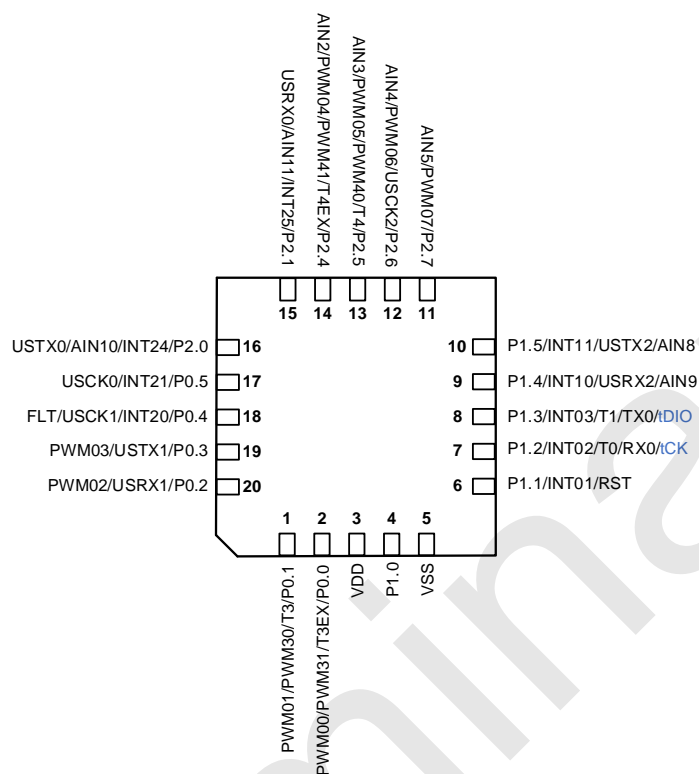 USRX0/AIN11/INT25/P2.1
AIN2/PWM04/PWM41/T4EX/P2.4
AIN3/PWM05/PWM40/T4/P2.5
AIN4/PWM06/USCK2/P2.6
AIN5/PWM07/P2.7
15 14 13 12 11
USTX0/AIN10/INT24/P2.0 16
USCK0/INT21/P0.5 17
FLT/USCK1/INT20/P0.4 18
PWM03/USTX1/P0.3 19
PWM02/USRX1/P0.2 20
10 P1.5/INT11/USTX2/AIN8
9 P1.4/INT10/USRX2/AIN9
8 P1.3/INT03/T1/TX0/tDIO
7 P1.2/INT02/T0/RX0/tCK
6 P1.1/INT01/RST
1 2 3 4 5
PWM01/PWM30/T3/P0.1
PWM00/PWM31/T3EX/P0.0
VDD
P1.0
VSS